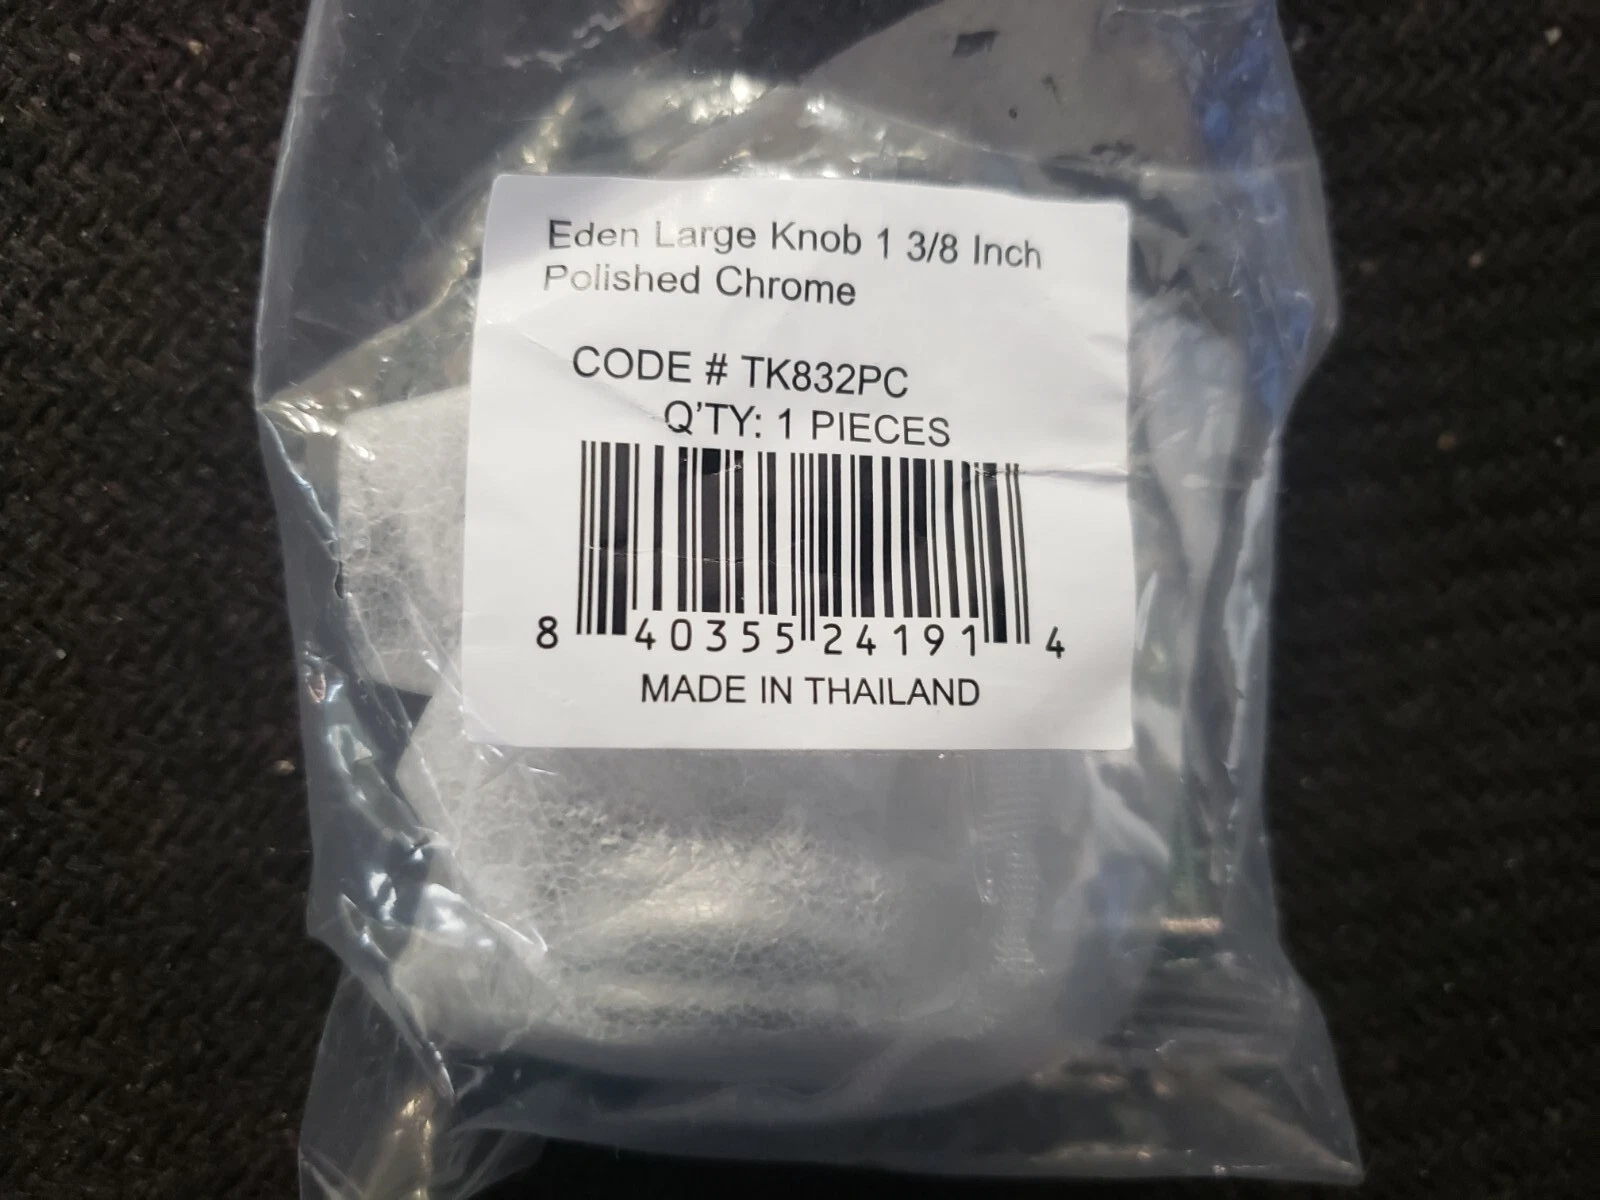 Eden Large Knob 1 3/8 Inch
Polished Chrome
CODE # TK832PC
Q'TY: 1 PIECES
8 40355 24191 4
MADE IN THAILAND